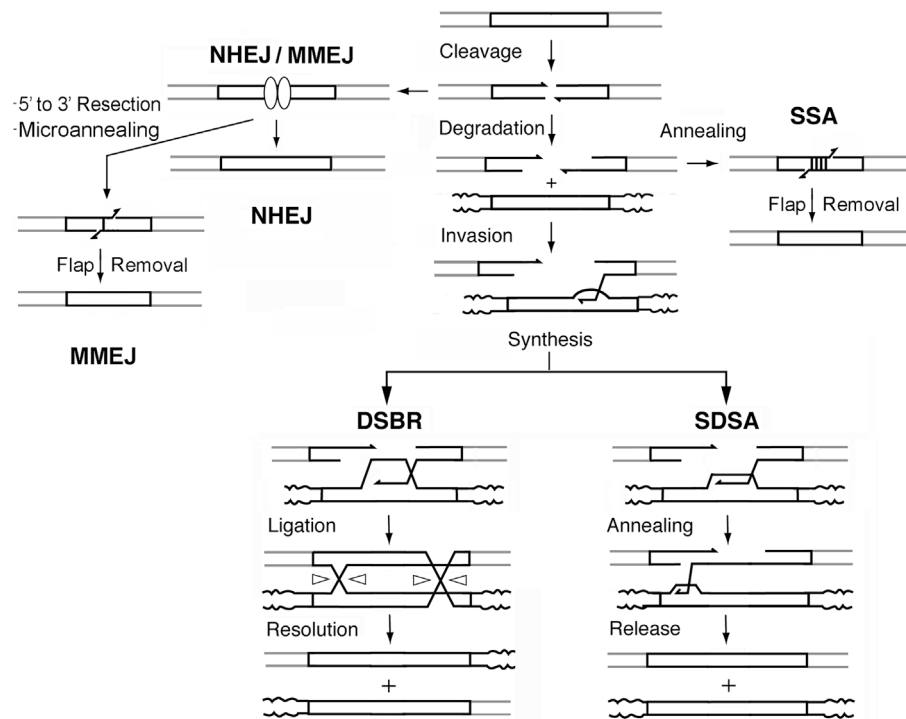 Cleavage
NHEJ / MMEJ
-5' to 3' Resection
-Microannealing
Degradation
Annealing
SSA
+
NHEJ
Flap Removal
Invasion
Flap Removal
MMEJ
Synthesis
DSBR
SDSA
Ligation
Annealing
Resolution
Release
+
+